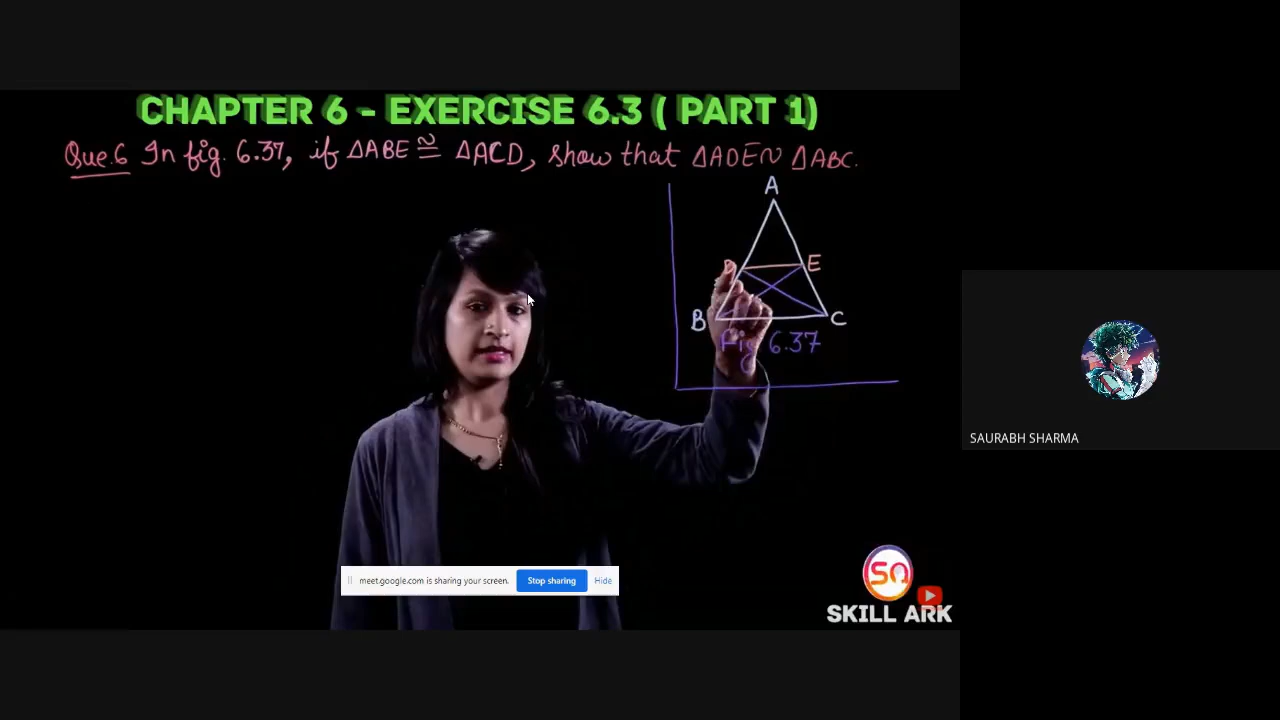 CHAPTER 6 - EXERCISE 6.3 ( PART 1)
Que.6 In fig. 6.37, if ΔABE ≅ ΔACD, show that ΔADE ~ ΔABC.
A
E
B
C
Fig 6.37
SAURABH SHARMA
meet.google.com is sharing your screen. Stop sharing Hide
SΩ
SKILL ARK